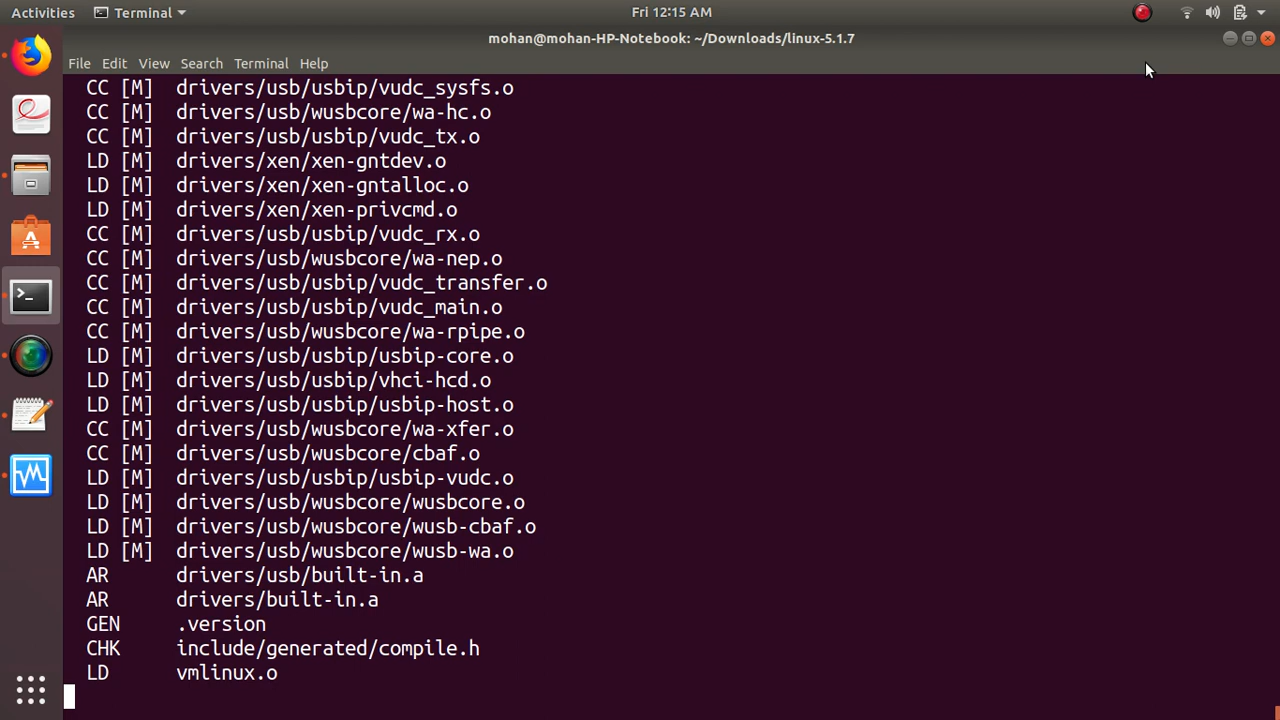 Activities Terminal Fri 12:15 AM
mohan@mohan-HP-Notebook: ~/Downloads/linux-5.1.7
File Edit View Search Terminal Help
CC [M] drivers/usb/usbip/vudc_sysfs.o
CC [M] drivers/usb/wusbcore/wa-hc.o
CC [M] drivers/usb/usbip/vudc_tx.o
LD [M] drivers/xen/xen-gntdev.o
LD [M] drivers/xen/xen-gntalloc.o
LD [M] drivers/xen/xen-privcmd.o
CC [M] drivers/usb/usbip/vudc_rx.o
CC [M] drivers/usb/wusbcore/wa-nep.o
CC [M] drivers/usb/usbip/vudc_transfer.o
CC [M] drivers/usb/usbip/vudc_main.o
CC [M] drivers/usb/wusbcore/wa-rpipe.o
LD [M] drivers/usb/usbip/usbip-core.o
LD [M] drivers/usb/usbip/vhci-hcd.o
LD [M] drivers/usb/usbip/usbip-host.o
CC [M] drivers/usb/wusbcore/wa-xfer.o
CC [M] drivers/usb/wusbcore/cbaf.o
LD [M] drivers/usb/usbip/usbip-vudc.o
LD [M] drivers/usb/wusbcore/wusbcore.o
LD [M] drivers/usb/wusbcore/wusb-cbaf.o
LD [M] drivers/usb/wusbcore/wusb-wa.o
AR drivers/usb/built-in.a
AR drivers/built-in.a
GEN .version
CHK include/generated/compile.h
LD vmlinux.o